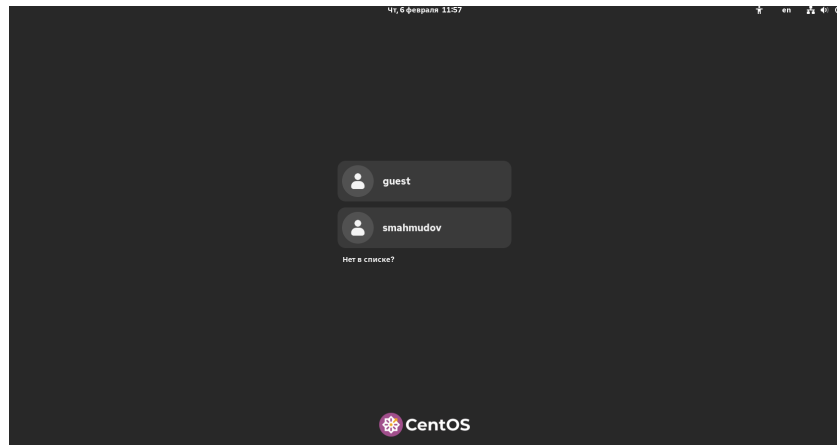 Чт, 6 февраля 11:57
en
guest
smahmudov
Нет в списке?
CentOS